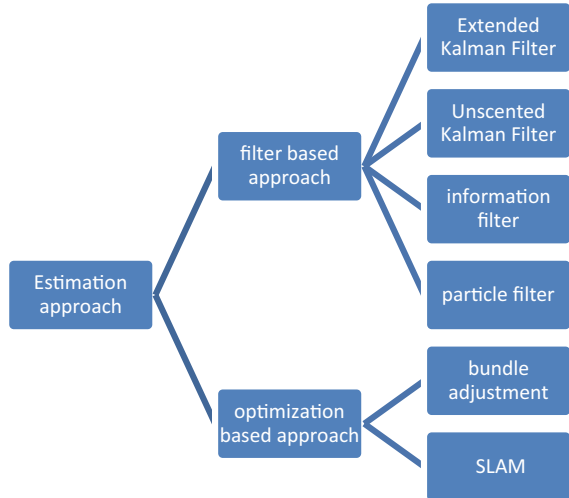 Extended
Kalman Filter
Unscented
Kalman Filter
filter based
approach
information
filter
Estimation
approach
particle filter
bundle
adjustment
optimization
based approach
SLAM